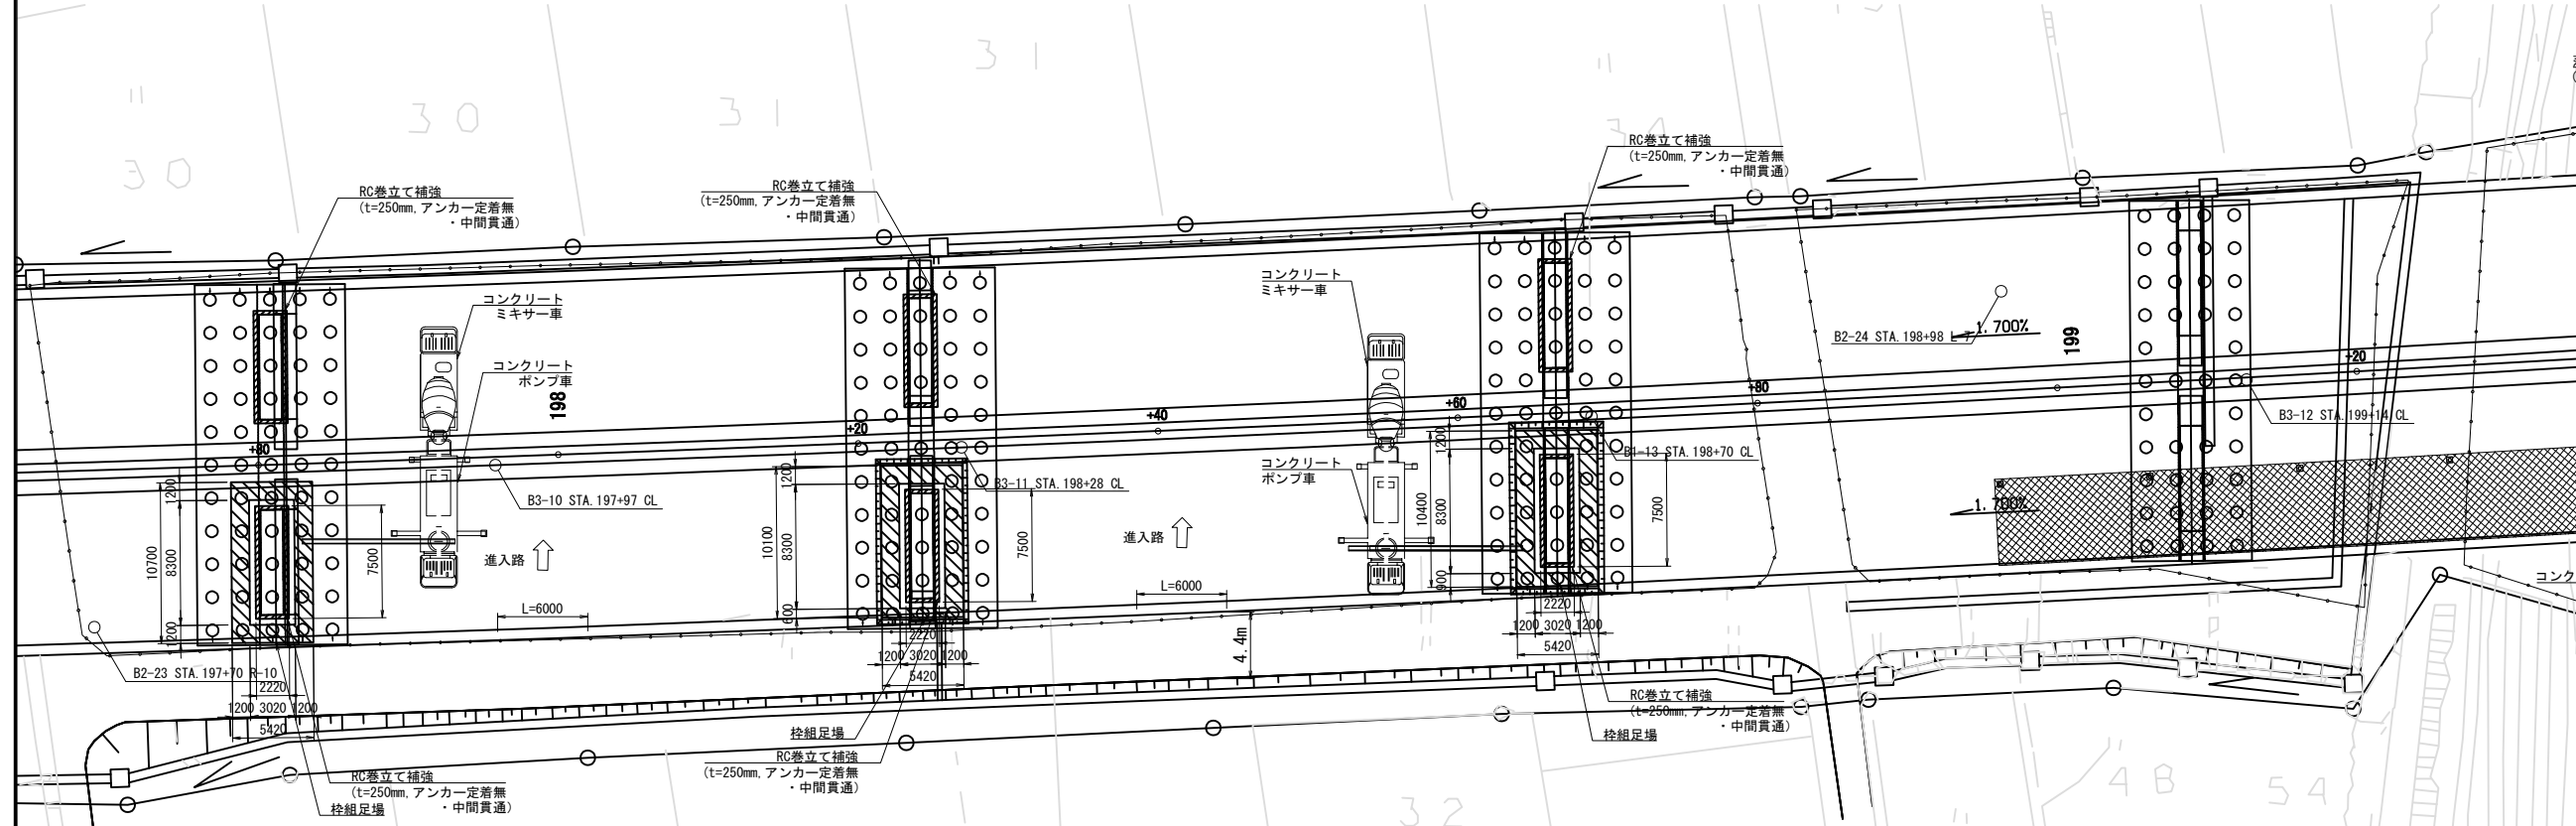 31
31
30
30
RC巻立て補強
(t=250mm,アンカー定着無
・中間貫通)
RC巻立て補強
(t=250mm,アンカー定着無
・中間貫通)
RC巻立て補強
(t=250mm,アンカー定着無
・中間貫通)
コンクリート
ミキサー車
コンクリート
ポンプ車
198
コンクリート
ミキサー車
コンクリート
ポンプ車
B2-24 STA.198+98 L-7
1.700%
199
+20
B3-12 STA.199+14 CL
+80
+60
+40
+20
+80
B3-10 STA.197+97 CL
B3-11 STA.198+28 CL
B1-13 STA.198+70 CL
1.700%
1200
10700
8300
1200
7500
進入路
L=6000
1200
10100
8300
600
7500
進入路
L=6000
1200
10400
8300
900
7500
2220
1200 3020 1200
5420
2220
1200 3020 1200
5420
2220
1200 3020 1200
5420
4.4m
B2-23 STA.197+70 R-10
枠組足場
RC巻立て補強
(t=250mm,アンカー定着無
・中間貫通)
RC巻立て補強
(t=250mm,アンカー定着無
・中間貫通)
枠組足場
RC巻立て補強
(t=250mm,アンカー定着無
・中間貫通)
枠組足場
コンク
32
48
54